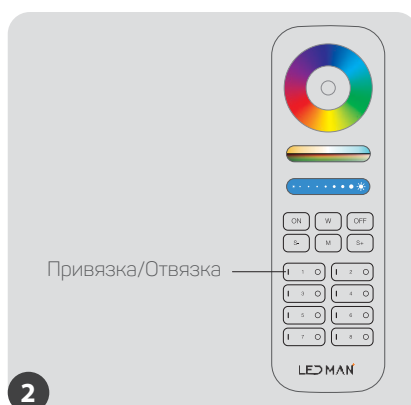 ON W OFF
S- M S+
Привязка/Отвязка
I 1 O I 2 O
I 3 O I 4 O
I 5 O I 6 O
I 7 O I 8 O
LEDMAN
2